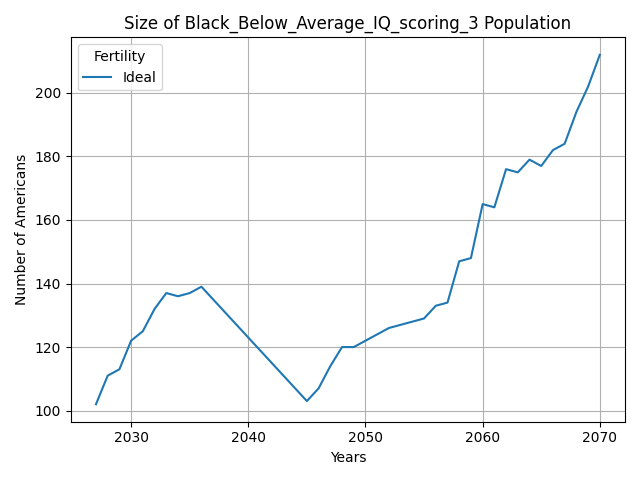 Size of Black_Below_Average_IQ_scoring_3 Population
Fertility
Ideal
Number of Americans
200
180
160
140
120
100
2030
2040
2050
2060
2070
Years